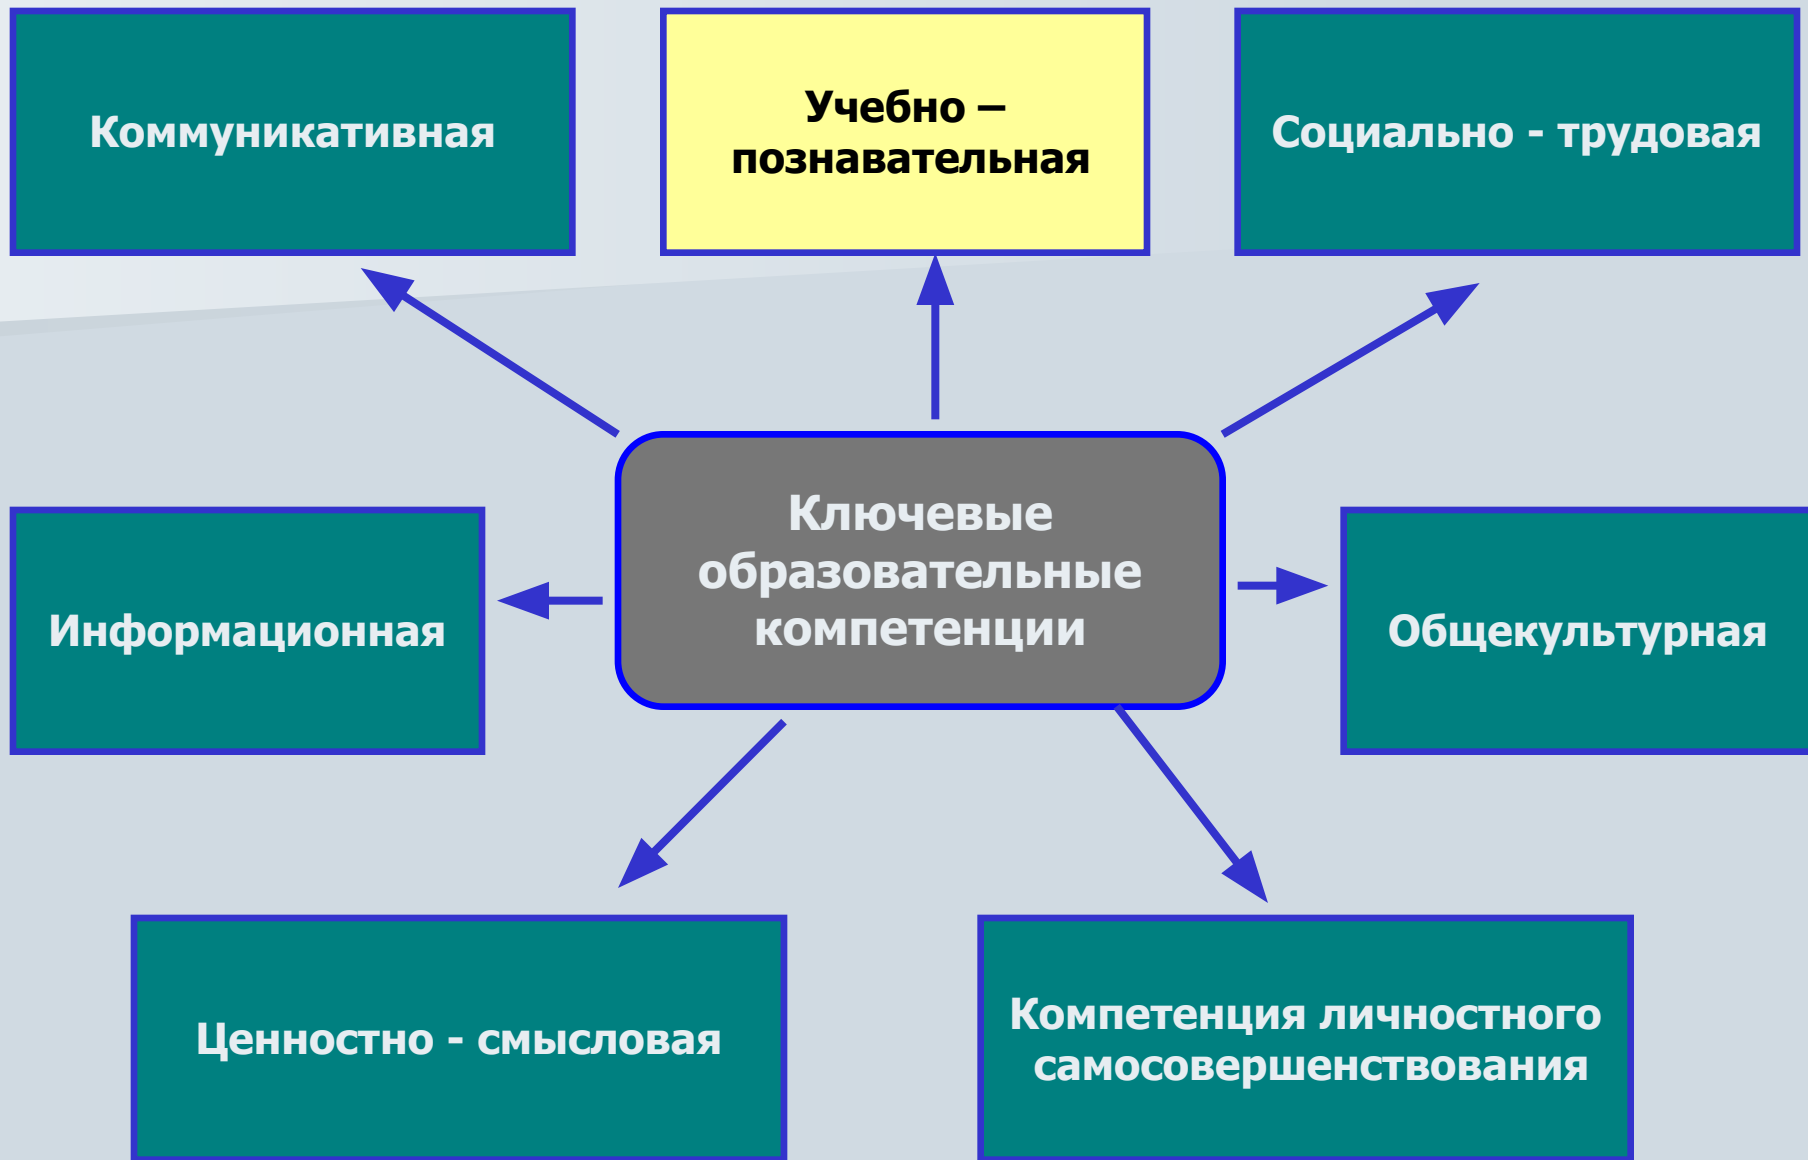 Коммуникативная
Учебно –
познавательная
Социально - трудовая
Ключевые
образовательные
компетенции
Информационная
Общекультурная
Ценностно - смысловая
Компетенция личностного
самосовершенствования